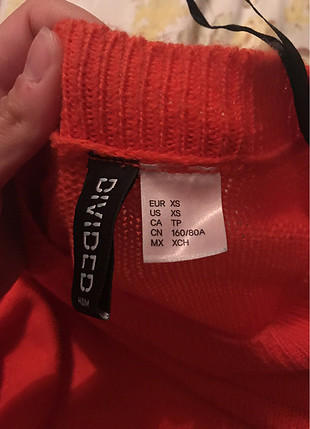 DIVIDED
H&M
EUR XS
US XS
CA TP
CN 160/80A
MX XCH